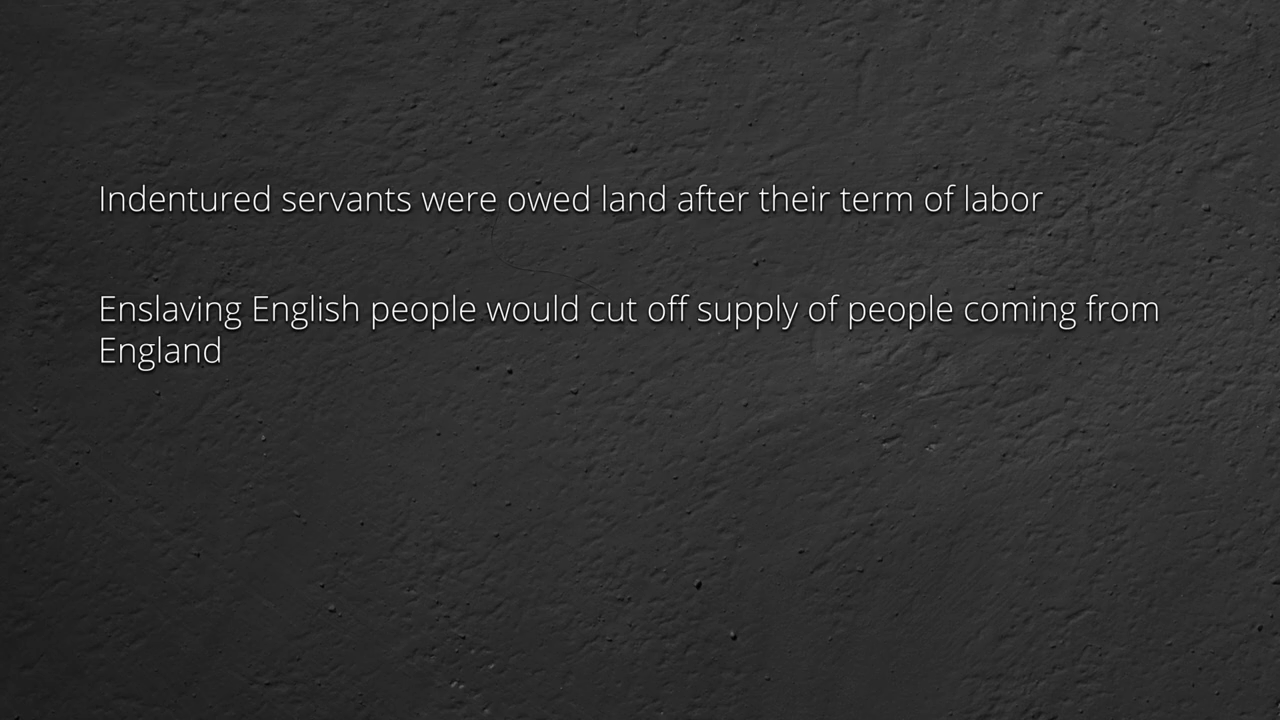 Indentured servants were owed land after their term of labor
Enslaving English people would cut off supply of people coming from
England